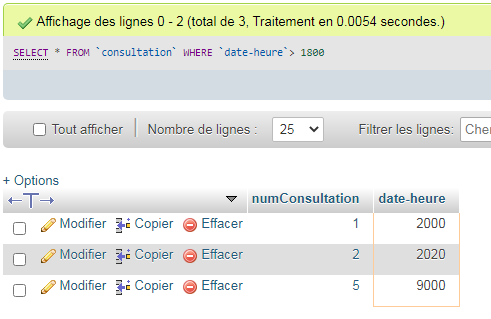 Affichage des lignes 0 - 2 (total de 3, Traitement en 0.0054 secondes.)
SELECT * FROM `consultation` WHERE `date-heure`> 1800
Tout afficher Nombre de lignes : 25 Filtrer les lignes: Cher
+ Options
numConsultation date-heure
Modifier Copier Effacer 1 2000
Modifier Copier Effacer 2 2020
Modifier Copier Effacer 5 9000